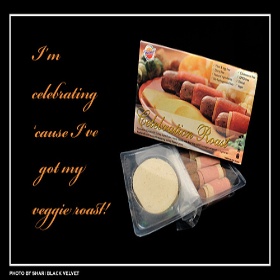 I'm
celebrating
'cause I've
got my
veggie roast!
Celebration Roast
PHOTO BY SHARI BLACK VELVET